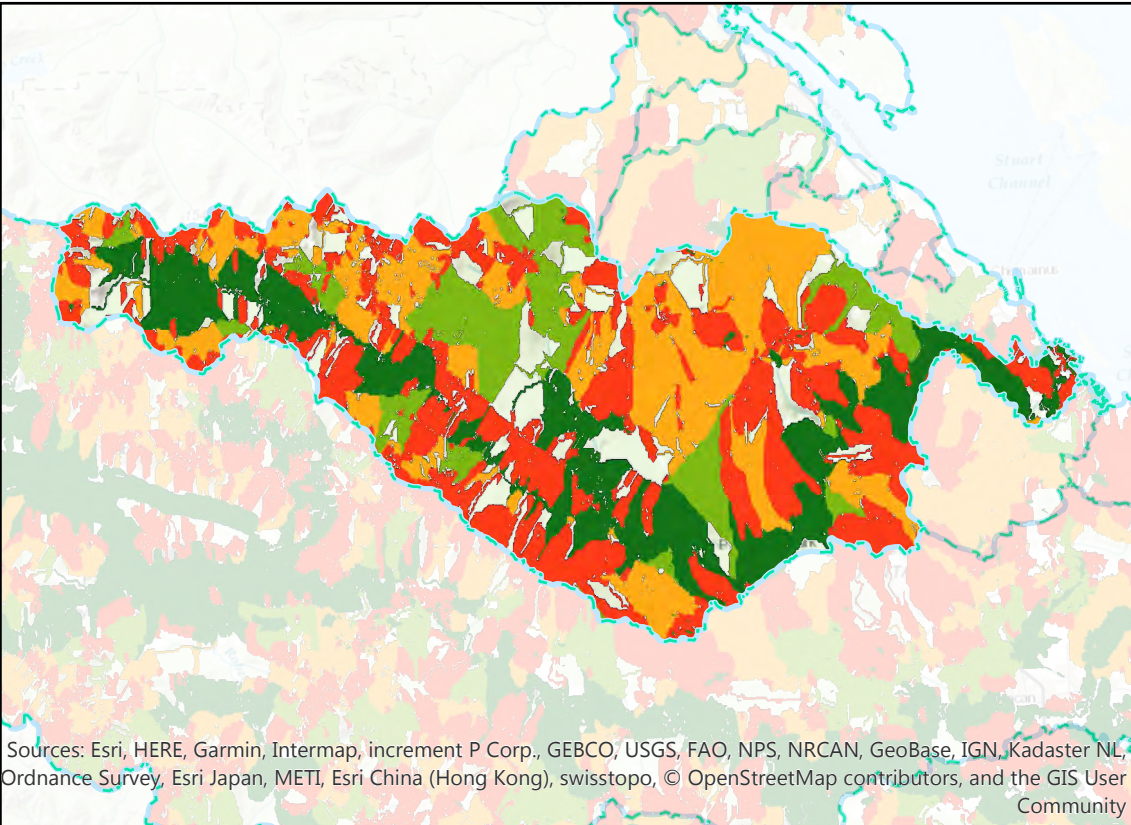 Stuart
Channel
Chemainus
Sources: Esri, HERE, Garmin, Intermap, increment P Corp., GEBCO, USGS, FAO, NPS, NRCAN, GeoBase, IGN, Kadaster NL,
Ordnance Survey, Esri Japan, METI, Esri China (Hong Kong), swisstopo, © OpenStreetMap contributors, and the GIS User
Community